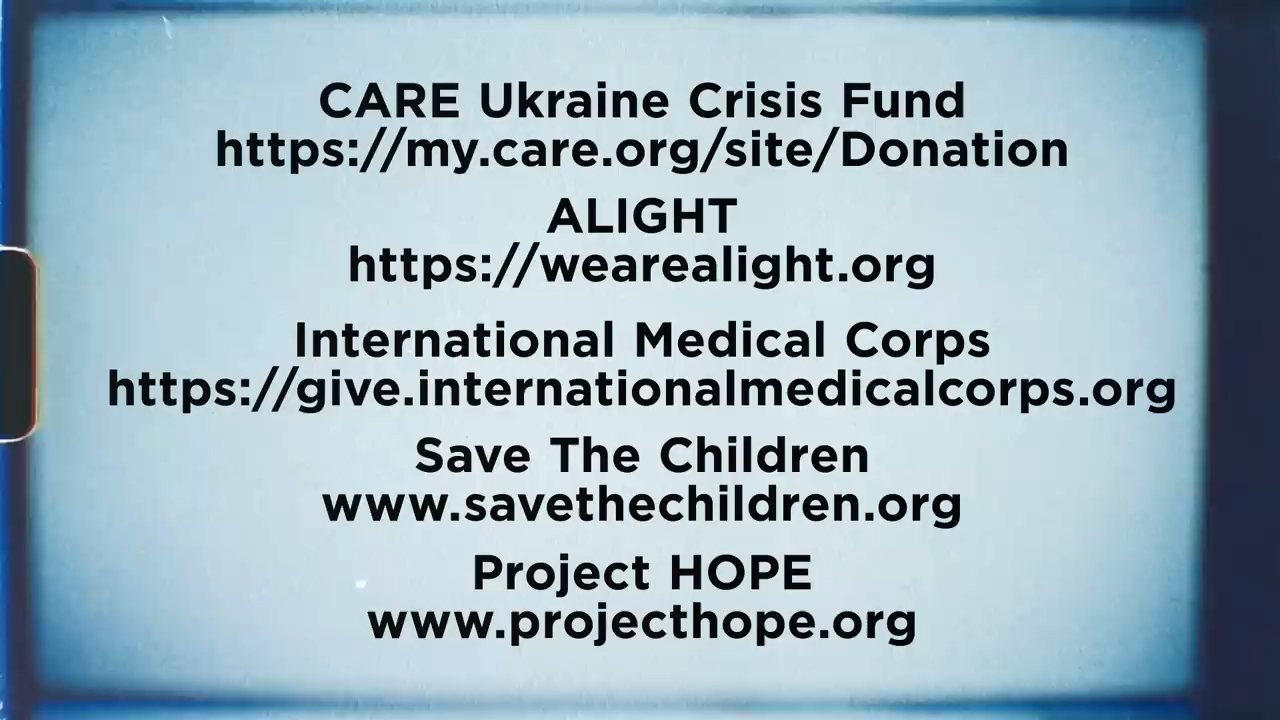 CARE Ukraine Crisis Fund
https://my.care.org/site/Donation
ALIGHT
https://wearealight.org
International Medical Corps
https://give.internationalmedicalcorps.org
Save The Children
www.savethechildren.org
Project HOPE
www.projecthope.org